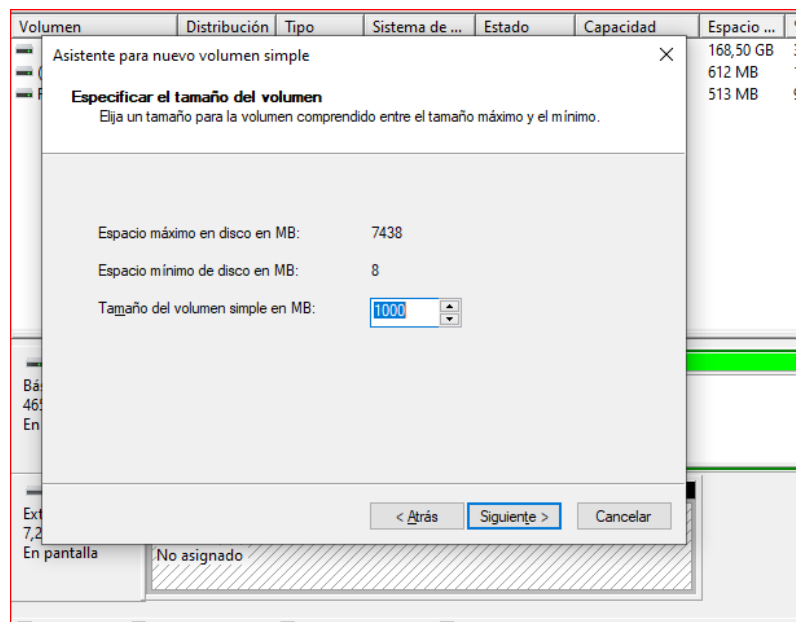 Volumen Distribución Tipo Sistema de ... Estado Capacidad Espacio ...
168,50 GB
612 MB
513 MB
Asistente para nuevo volumen simple
Especificar el tamaño del volumen
Elija un tamaño para la volumen comprendido entre el tamaño máximo y el mínimo.
Espacio máximo en disco en MB: 7438
Espacio mínimo de disco en MB: 8
Tamaño del volumen simple en MB: 1000
< Atrás Siguiente > Cancelar
En pantalla
No asignado